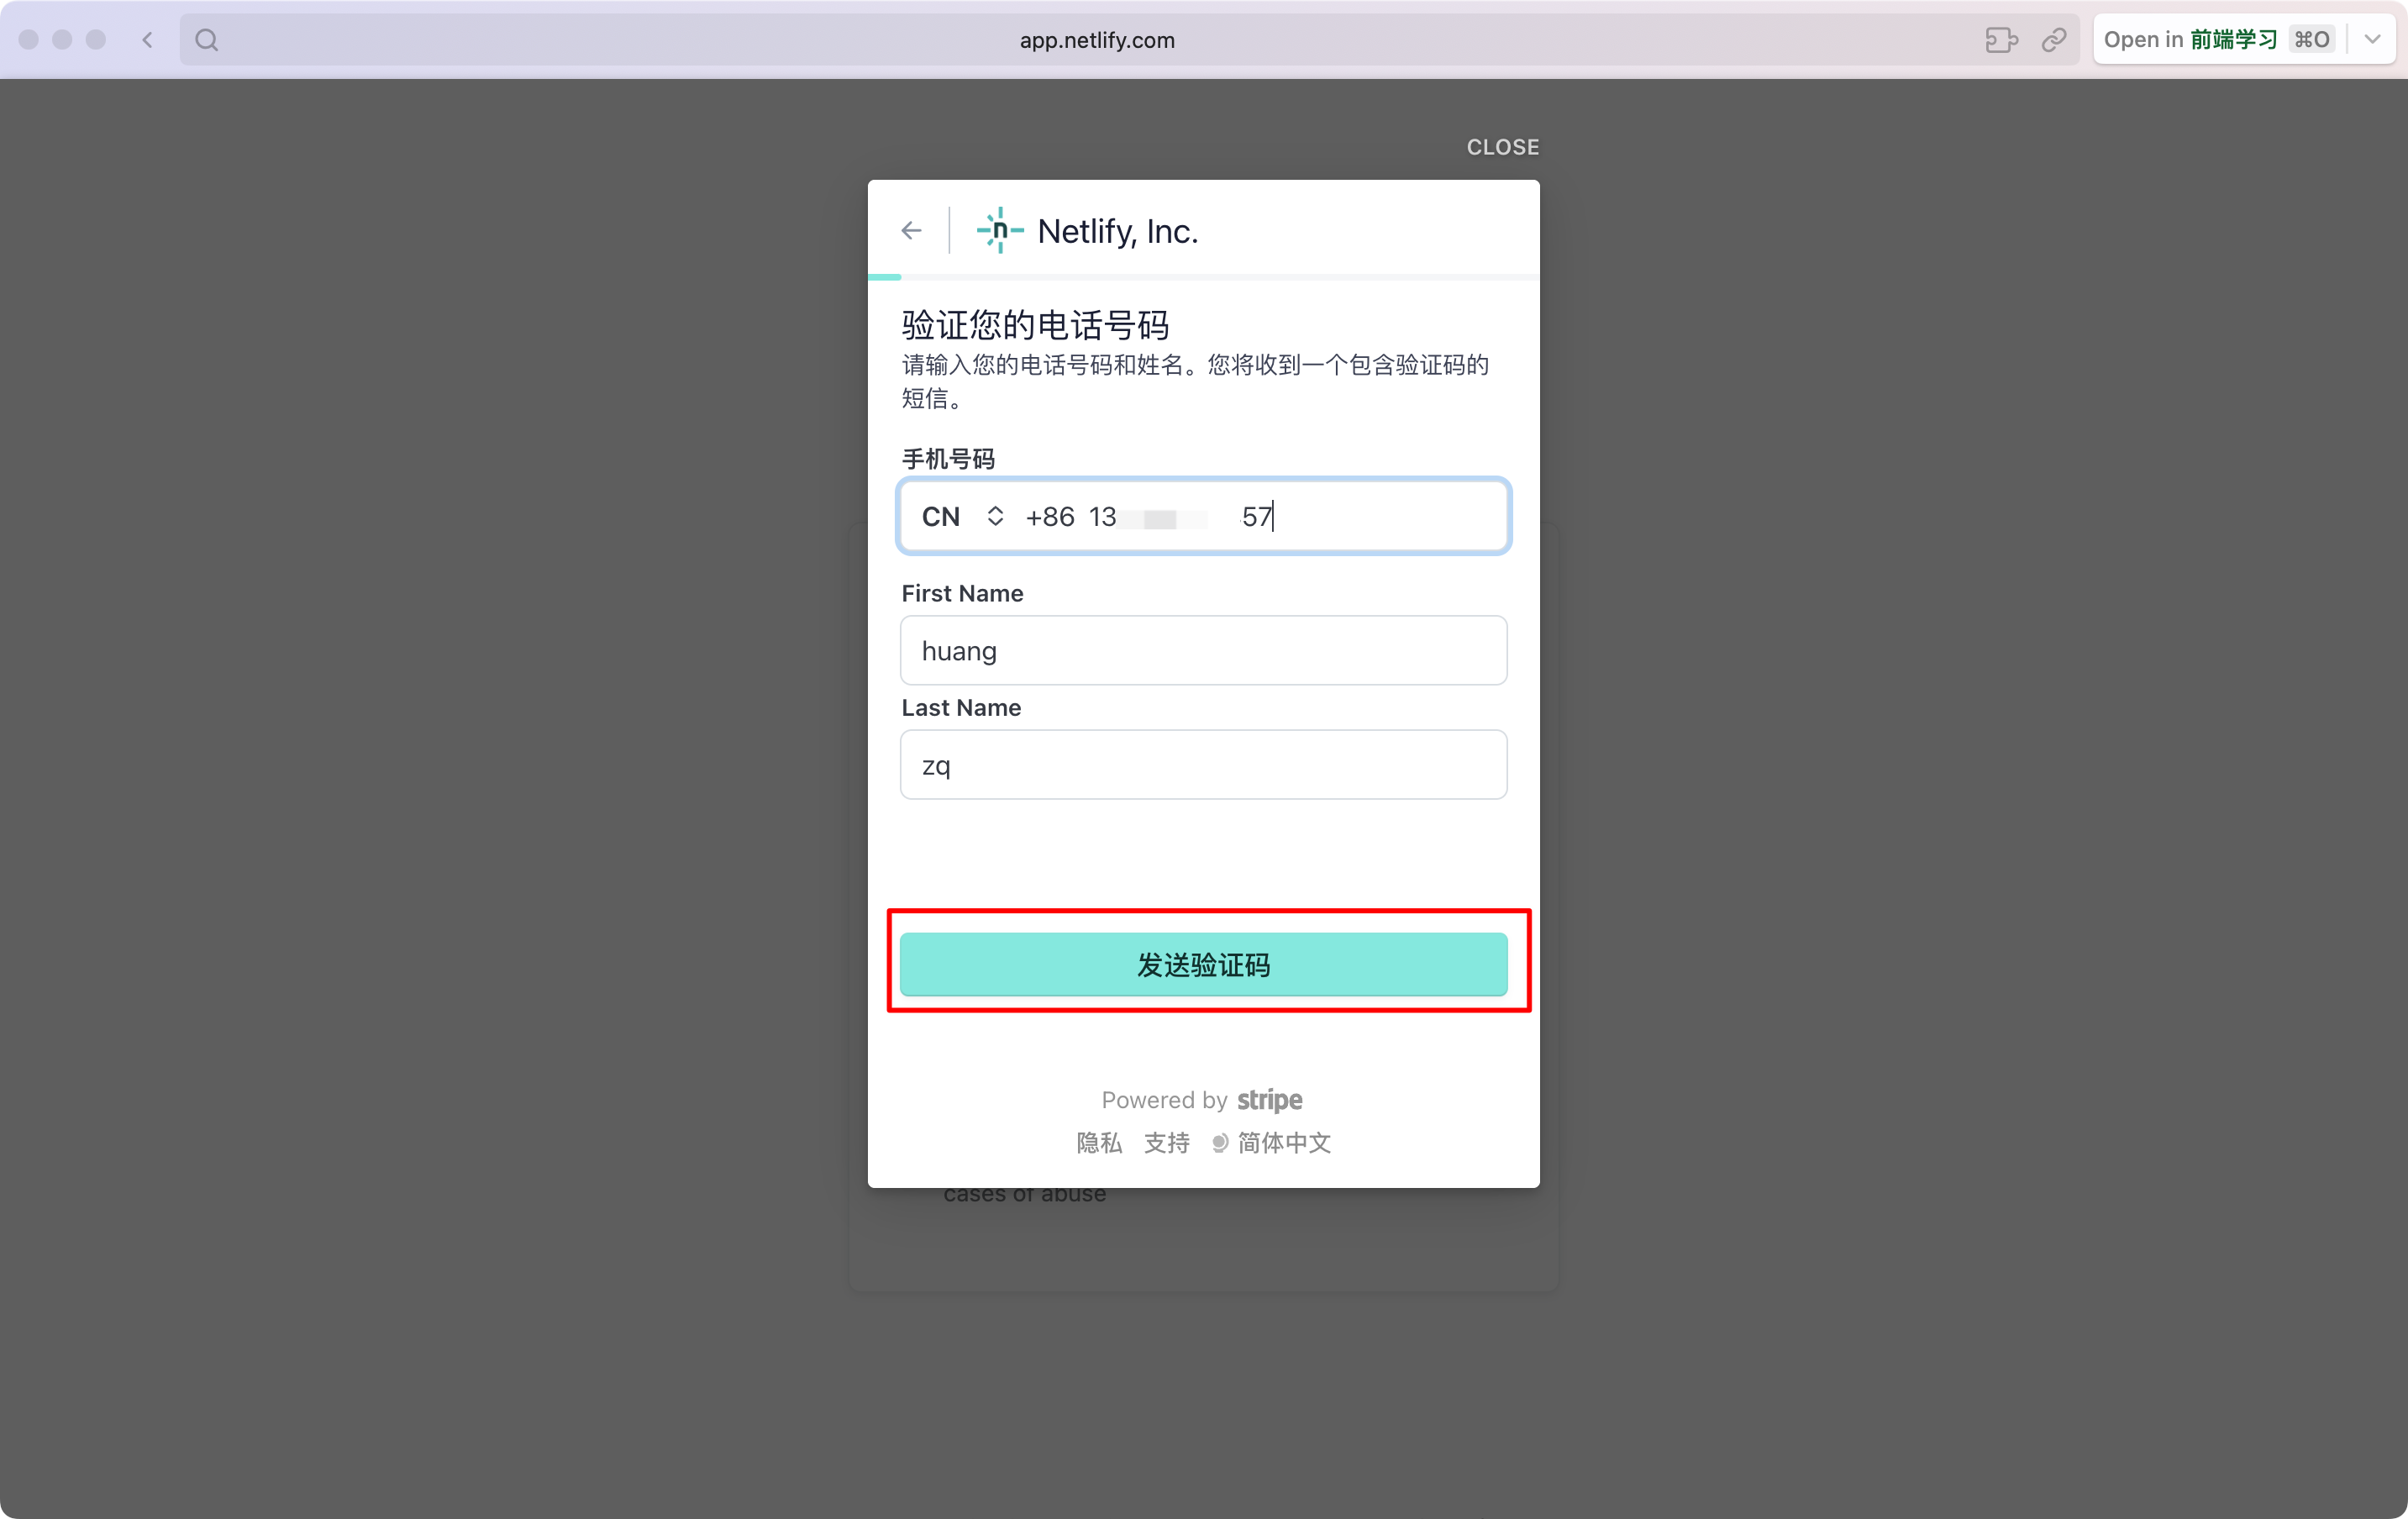 app.netlify.com
Open in 前端学习 ⌘O
CLOSE
n Netlify, Inc.
验证您的电话号码
请输入您的电话号码和姓名。您将收到一个包含验证码的
短信。
手机号码
CN +86 13 57
First Name
huang
Last Name
zq
发送验证码
Powered by stripe
隐私 支持 简体中文
cases of abuse